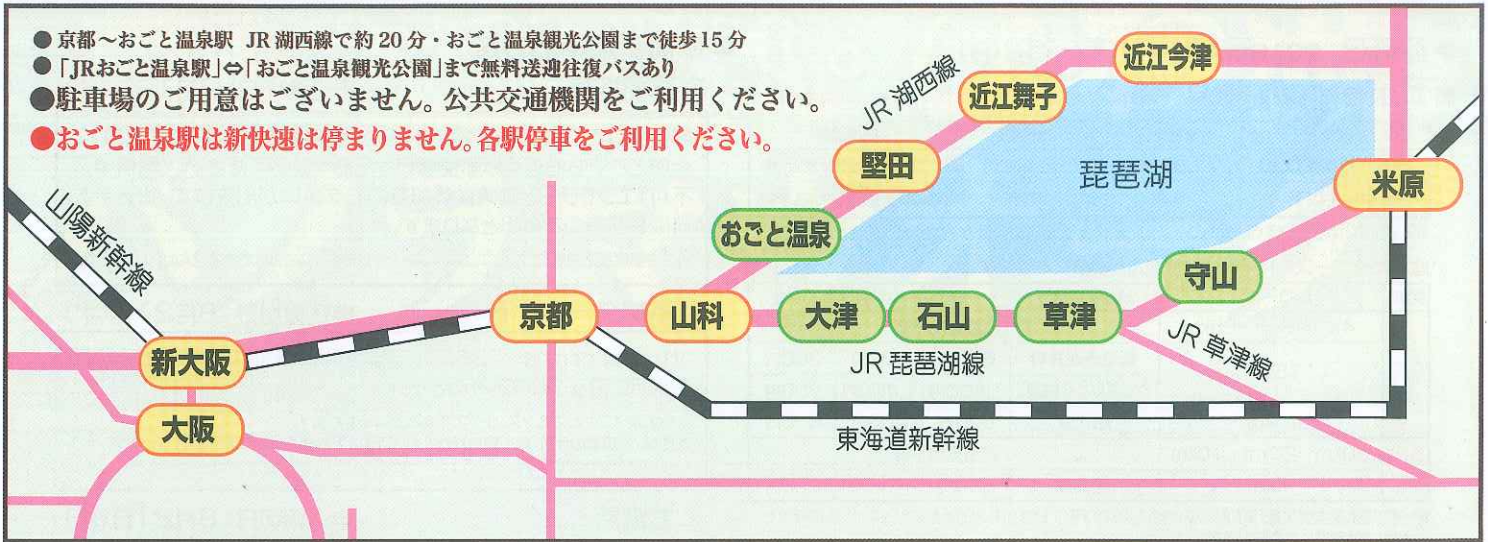 ●京都～おごと温泉駅 JR湖西線で約20分・おごと温泉観光公園まで徒歩15分
●「JRおごと温泉駅」⇔「おごと温泉観光公園」まで無料送迎往復バスあり
●駐車場のご用意はございません。公共交通機関をご利用ください。
●おごと温泉駅は新快速は停まりません。各駅停車をご利用ください。
近江今津
JR湖西線
近江舞子
堅田
琵琶湖
米原
おごと温泉
山陽新幹線
守山
京都
山科
大津
石山
草津
新大阪
JR琵琶湖線
JR草津線
大阪
東海道新幹線